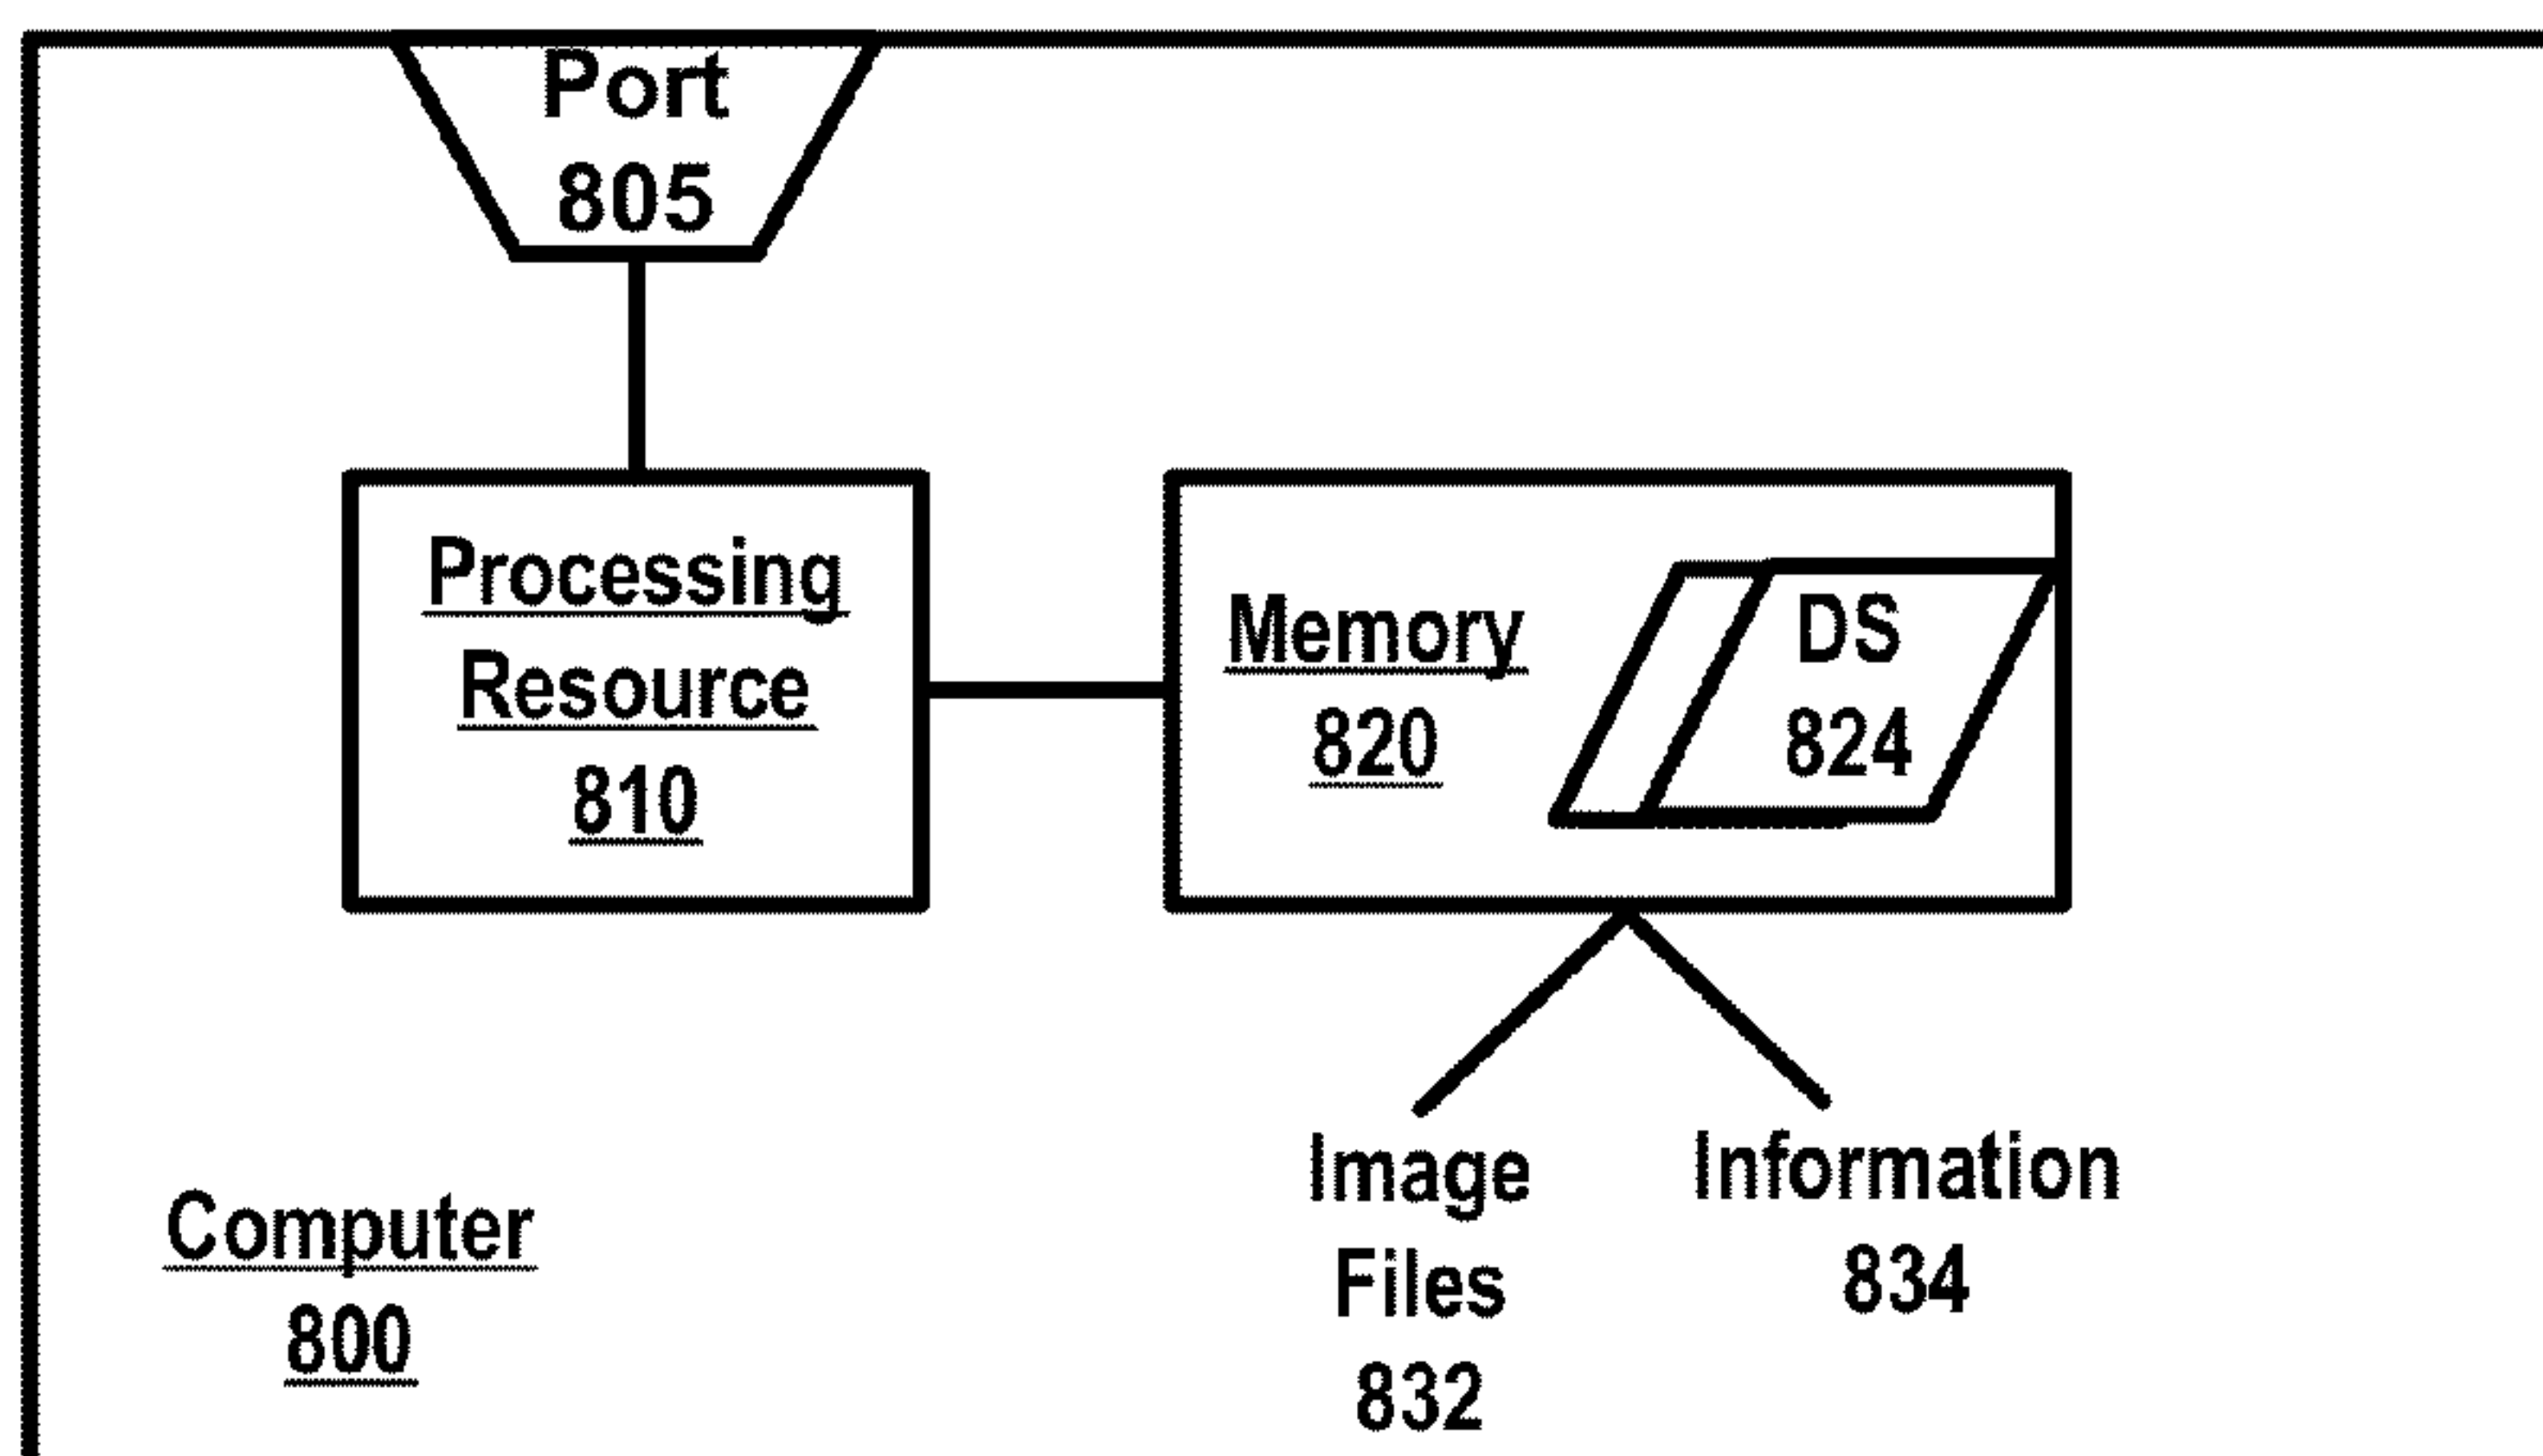 Port
805
Processing
Resource
810
Memory
820
DS
824
Image
Files
832
Information
834
Computer
800